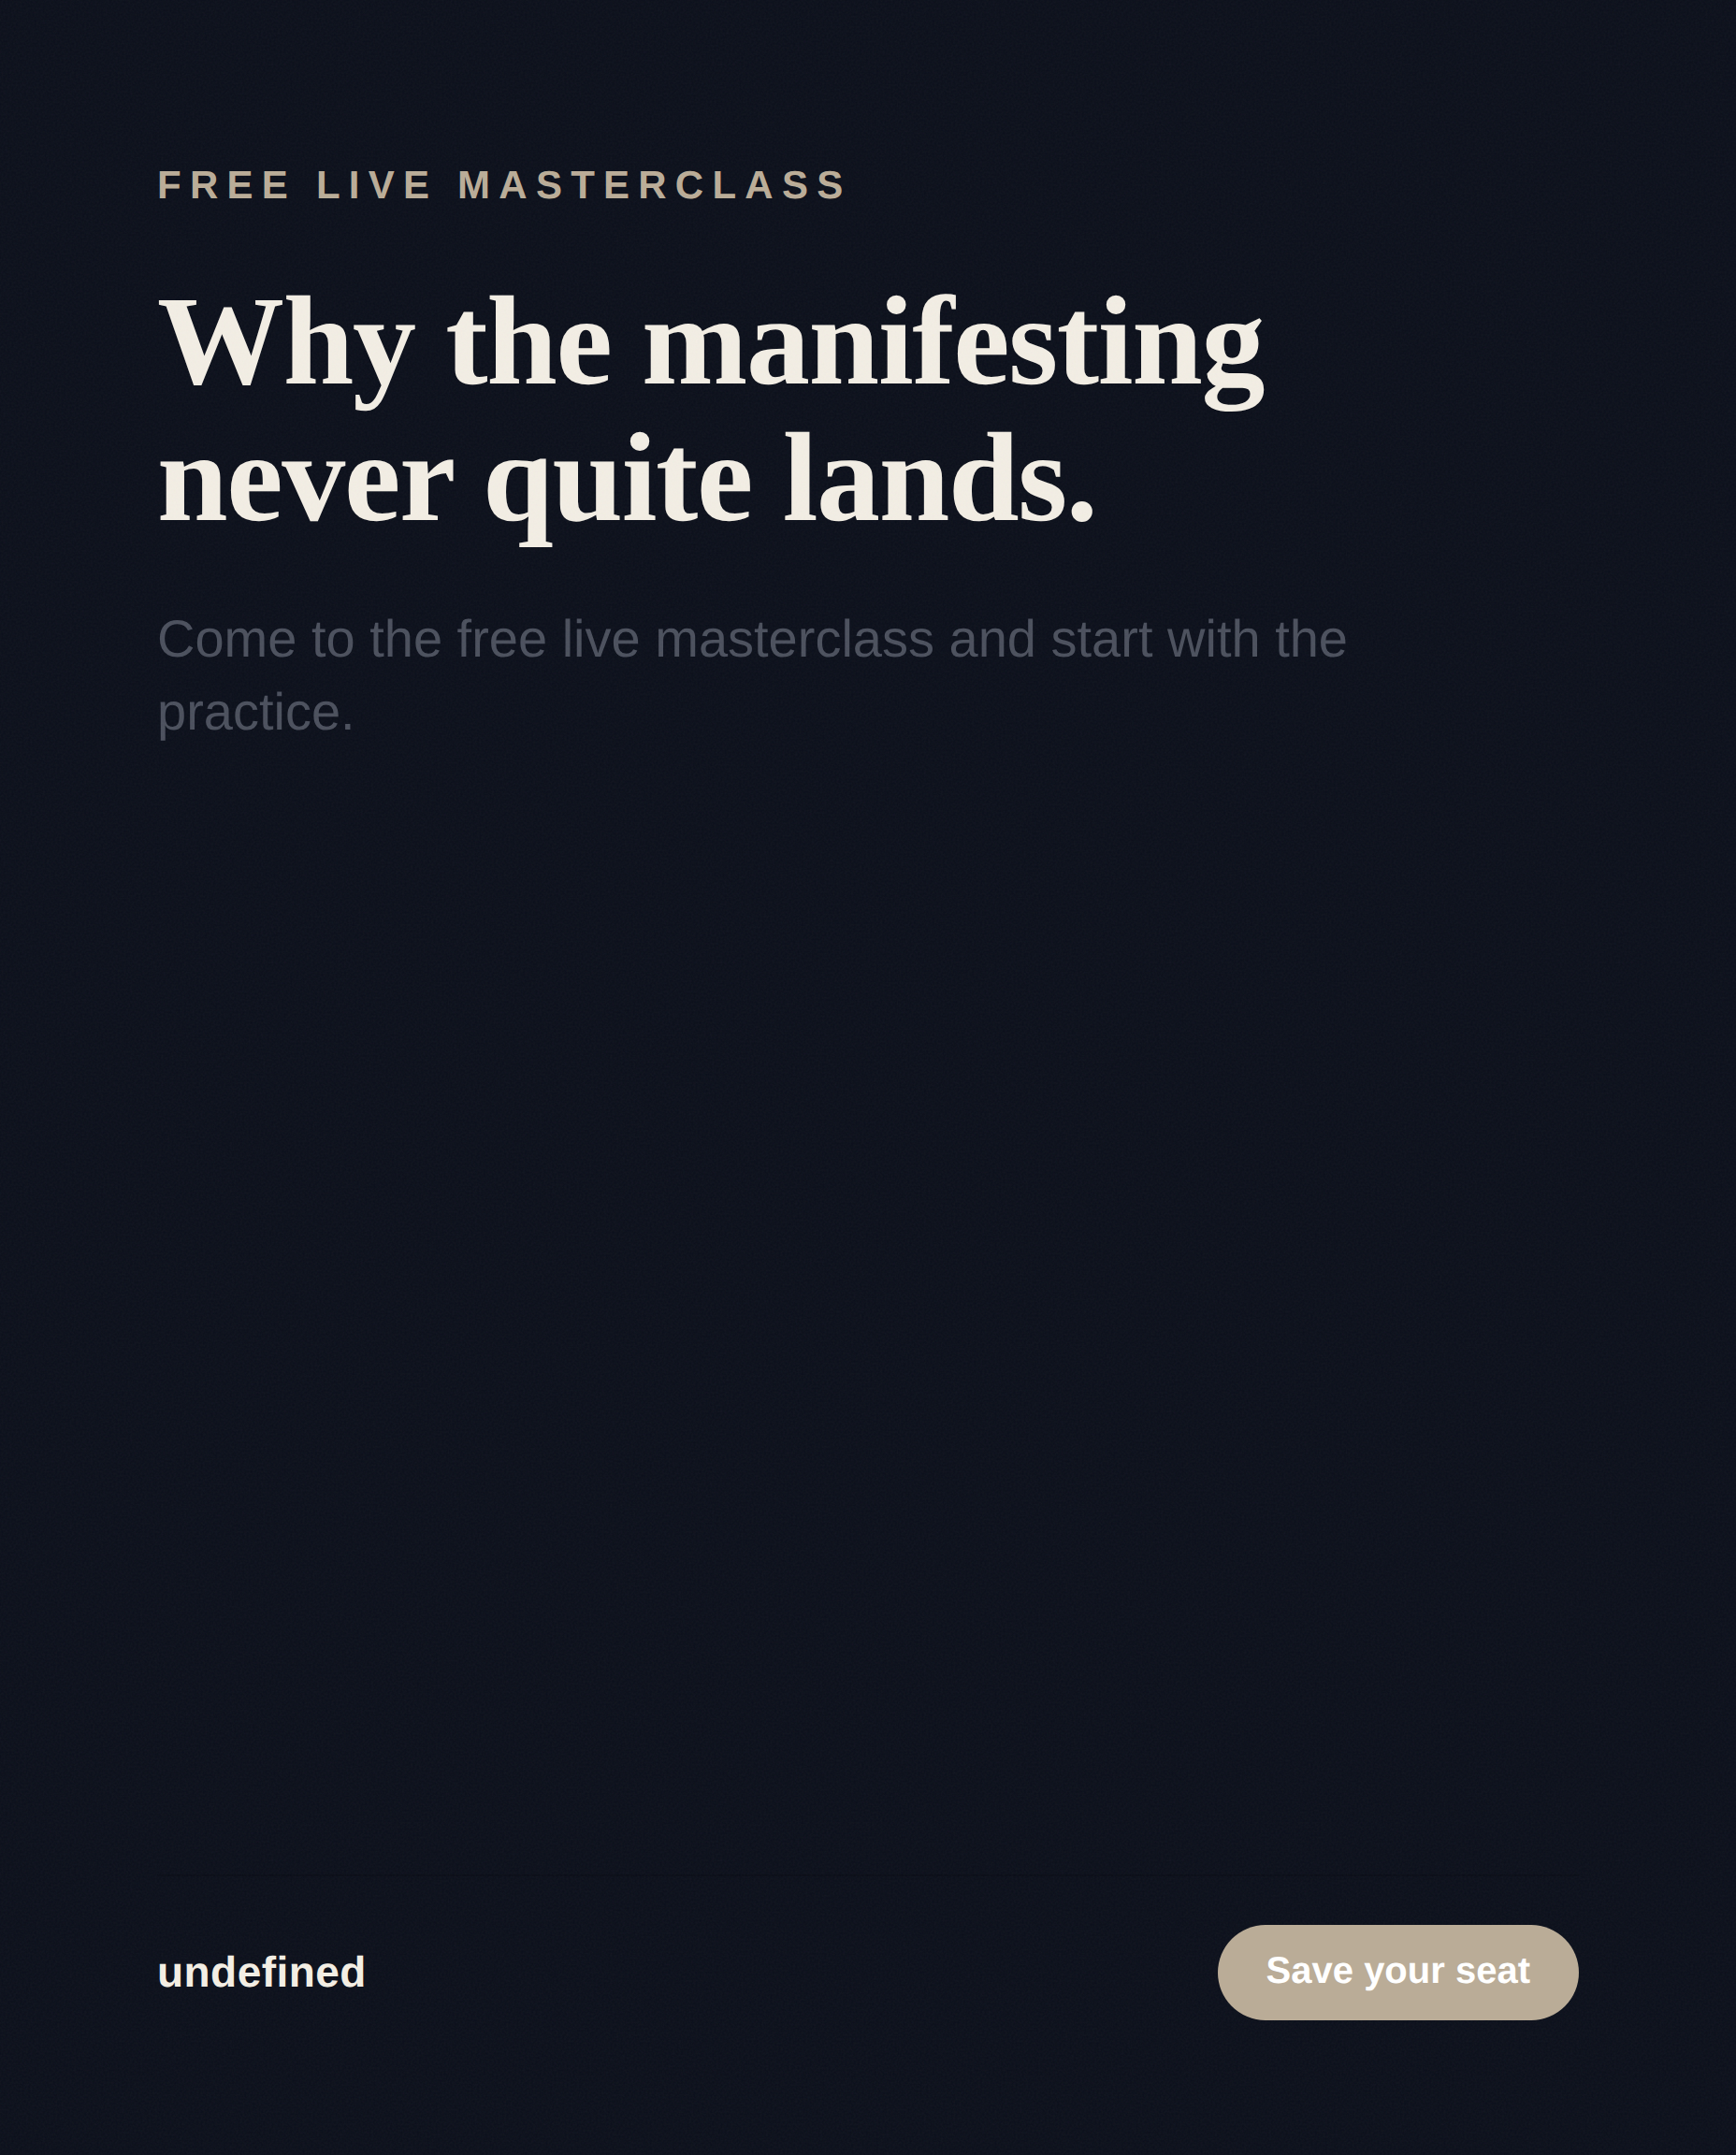 FREE LIVE MASTERCLASS
Why the manifesting
never quite lands.
Come to the free live masterclass and start with the
practice.
undefined
Save your seat